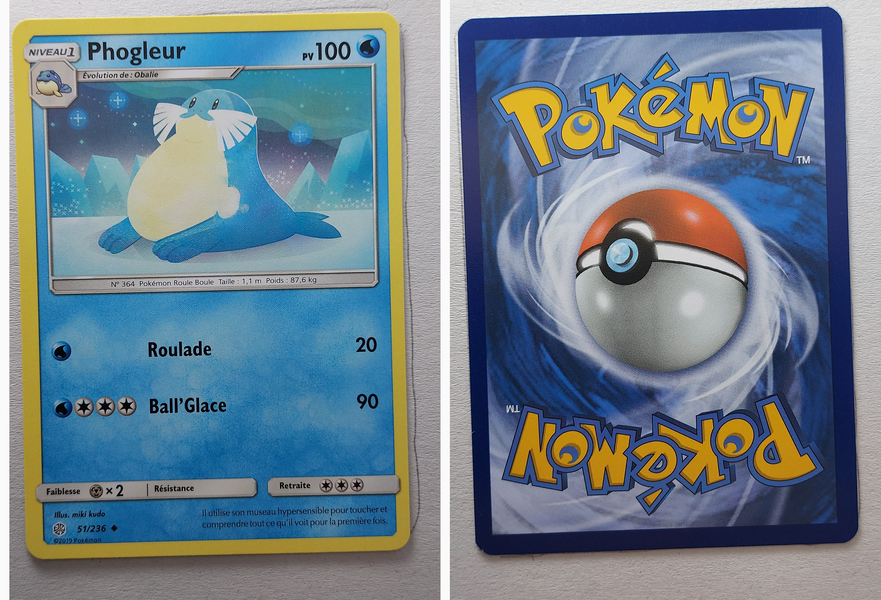 NIVEAU 1
Phogleur
PV 100
Évolution de : Obalie
N° 364 Pokémon Roule Boule Taille : 1,1 m Poids : 87,6 kg
Roulade 20
Ball'Glace 90
Faiblesse ×2 Résistance Retraite
Illus. miki kudo
51/236
©2019 Pokémon
Il utilise son museau hypersensible pour toucher et
comprendre tout ce qu'il voit pour la première fois.
POKéMON
TM
TM
POKéMON